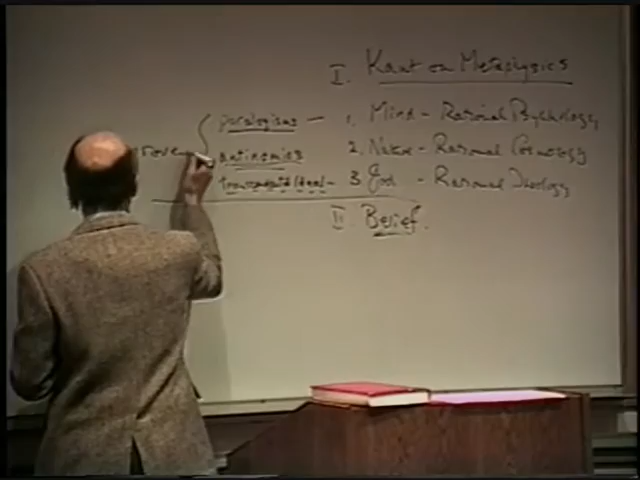 I. Kant on Metaphysics
paralogisms — 1. Mind - Rational Psychology
antinomies 2. Nature - Rational Cosmology
Transcendental Ideal - 3 God - Rational Theology
II. Belief.